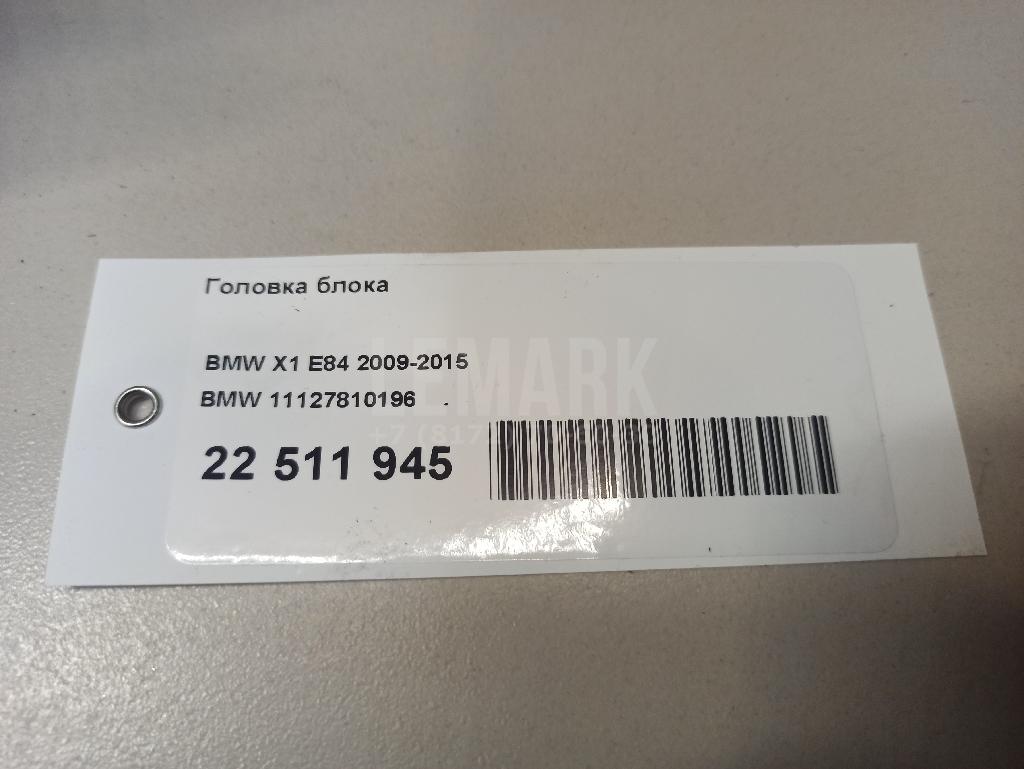 Головка блока
BMW X1 E84 2009-2015
BMW 11127810196
22 511 945
LEMARK